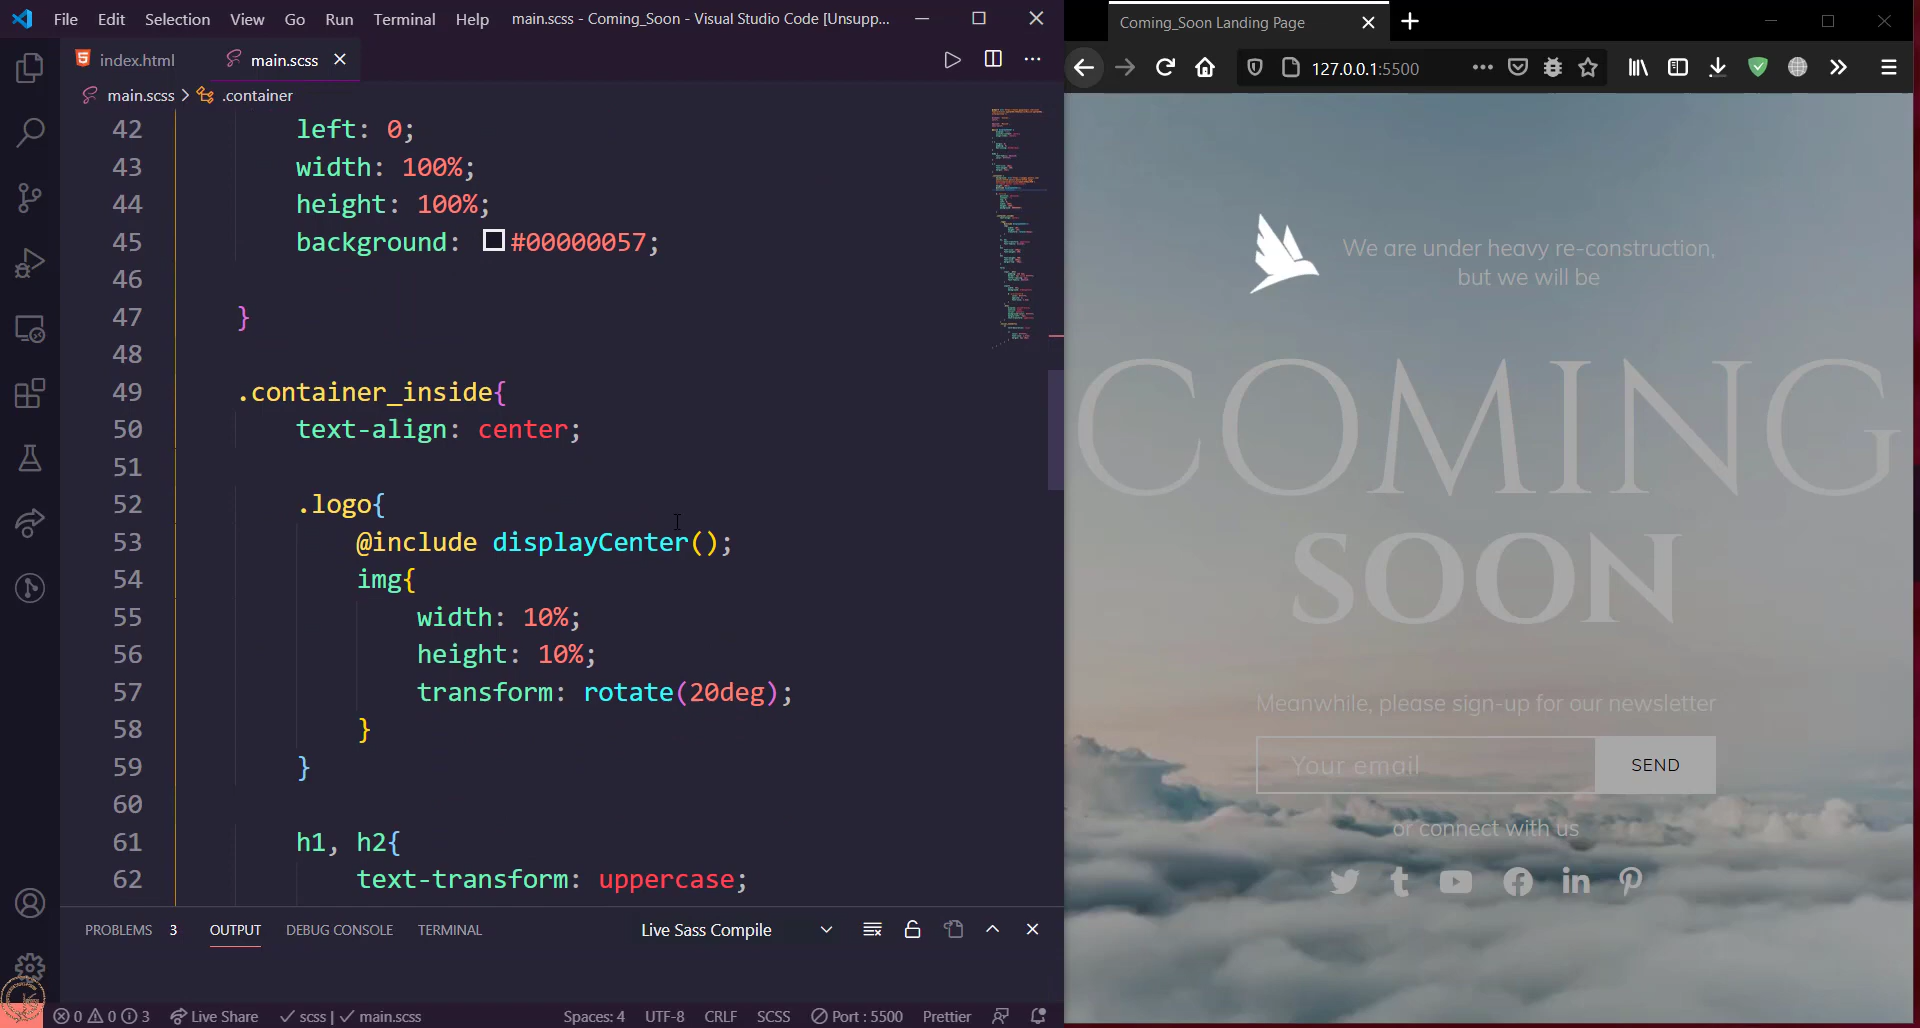 File Edit Selection View Go Run Terminal Help main.scss - Coming_Soon - Visual Studio Code [Unsupp...
index.html main.scss
main.scss > .container
42 left: 0;
43 width: 100%;
44 height: 100%;
45 background: #00000057;
46
47 }
48
49 .container_inside{
50 text-align: center;
51
52 .logo{
53 @include displayCenter();
54 img{
55 width: 10%;
56 height: 10%;
57 transform: rotate(20deg);
58 }
59 }
60
61 h1, h2{
62 text-transform: uppercase;
PROBLEMS 3 OUTPUT DEBUG CONSOLE TERMINAL Live Sass Compile
0 0 3 Live Share scss | main.scss Spaces: 4 UTF-8 CRLF SCSS Port : 5500 Prettier
Coming_Soon Landing Page
127.0.0.1:5500
We are under heavy re-construction,
but we will be
COMING
SOON
Meanwhile, please sign-up for our newsletter
Your email SEND
or connect with us